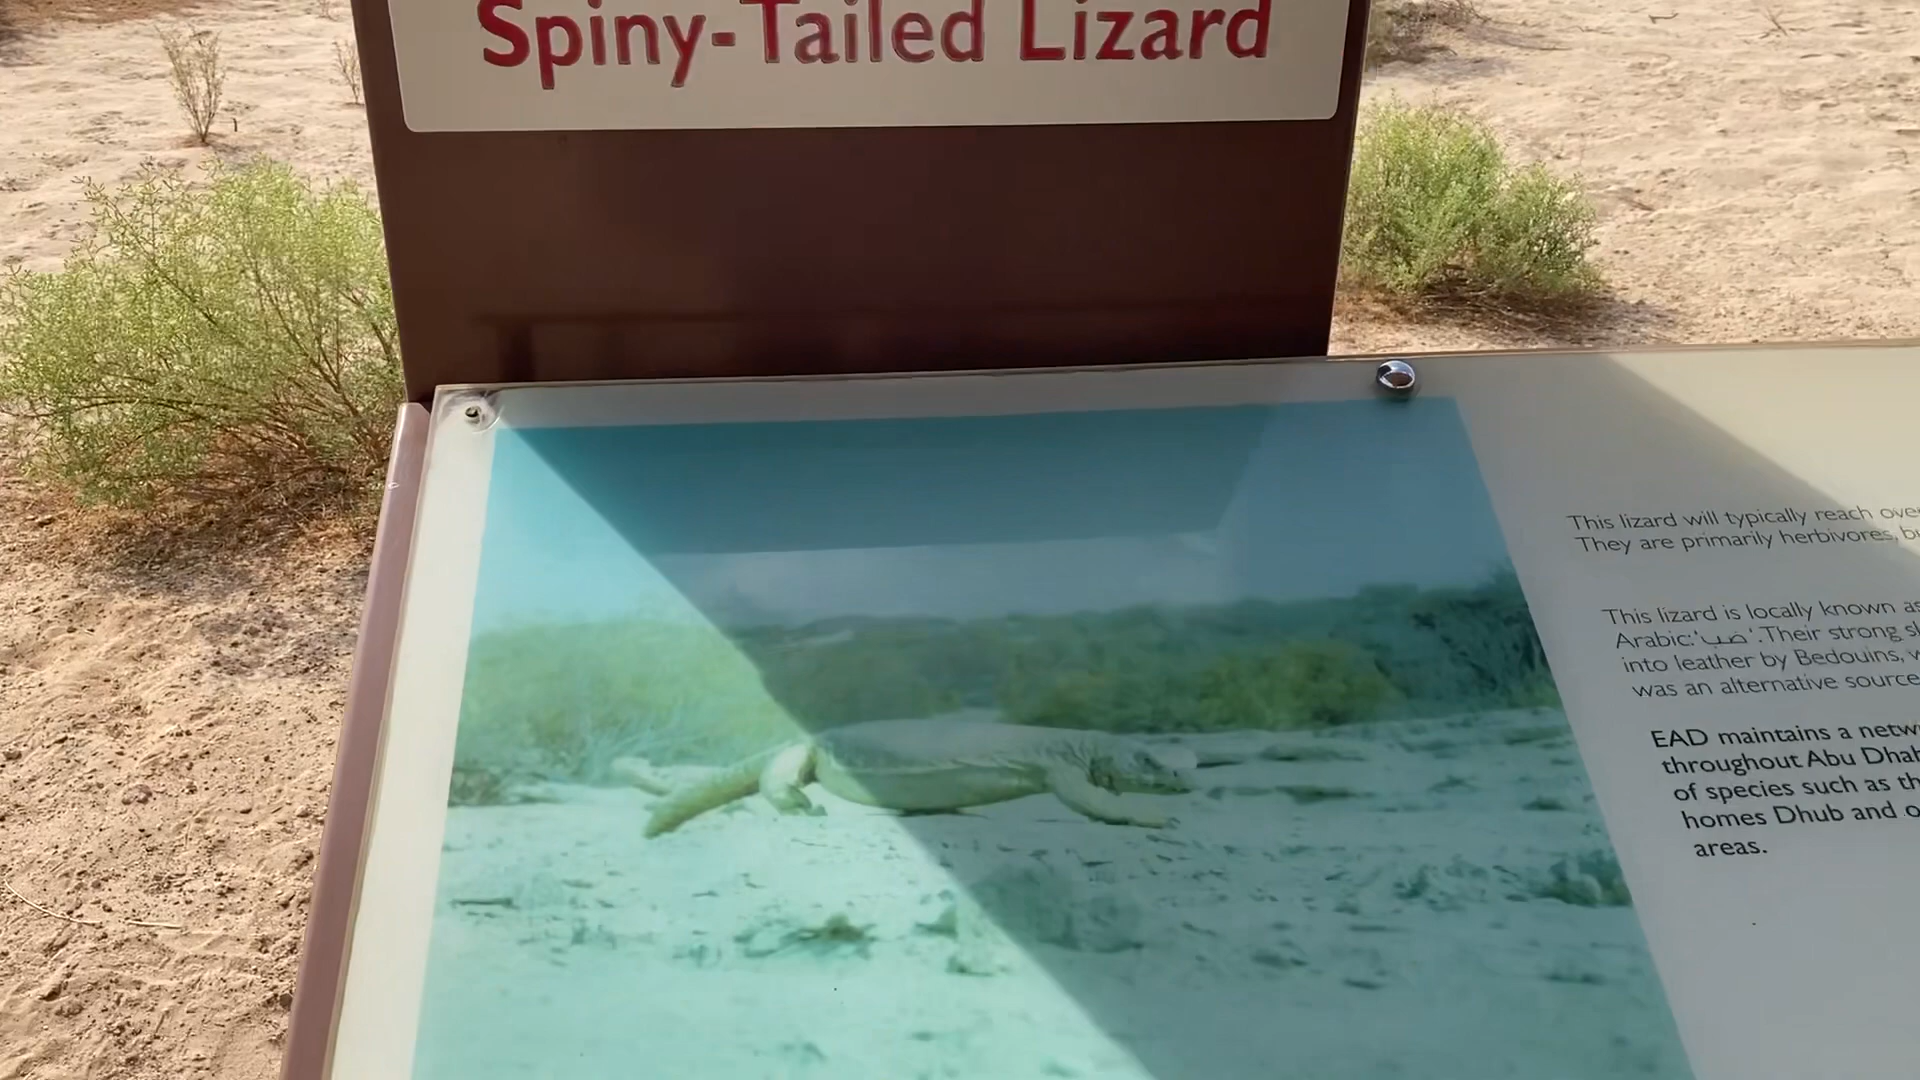 Spiny-Tailed Lizard
This lizard will typically reach ove
They are primarily herbivores, b
This lizard is locally known as
Arabic:'ضب'. Their strong s
into leather by Bedouins, w
was an alternative source
EAD maintains a netw
throughout Abu Dha
of species such as th
homes Dhub and o
areas.